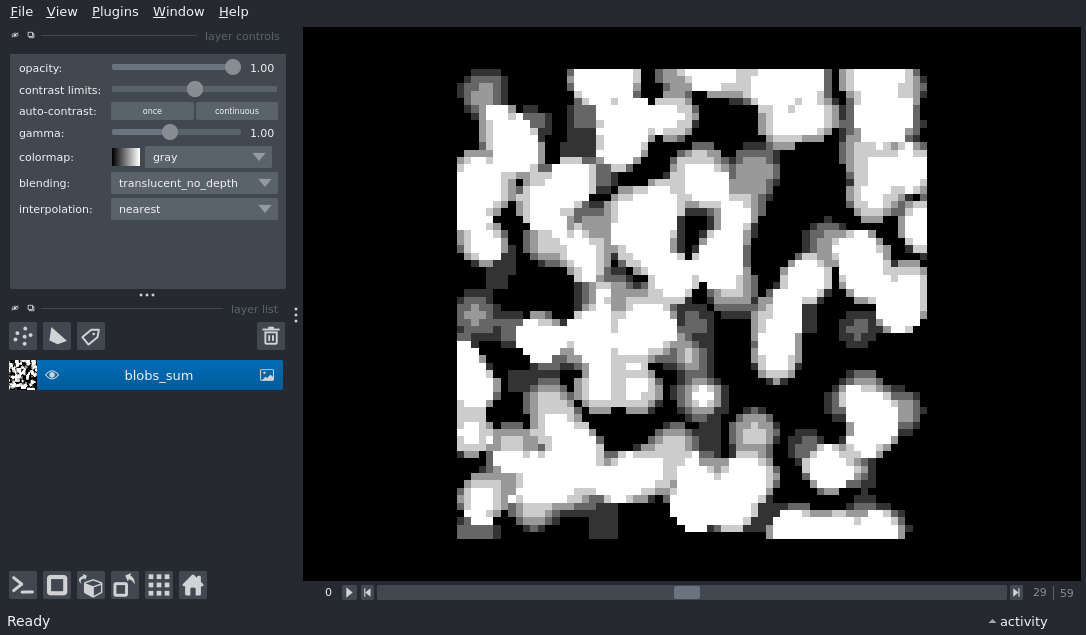 File View Plugins Window Help
layer controls
opacity: 1.00
contrast limits:
auto-contrast: once continuous
gamma: 1.00
colormap: gray
blending: translucent_no_depth
interpolation: nearest
layer list
blobs_sum
0 29 59
Ready activity